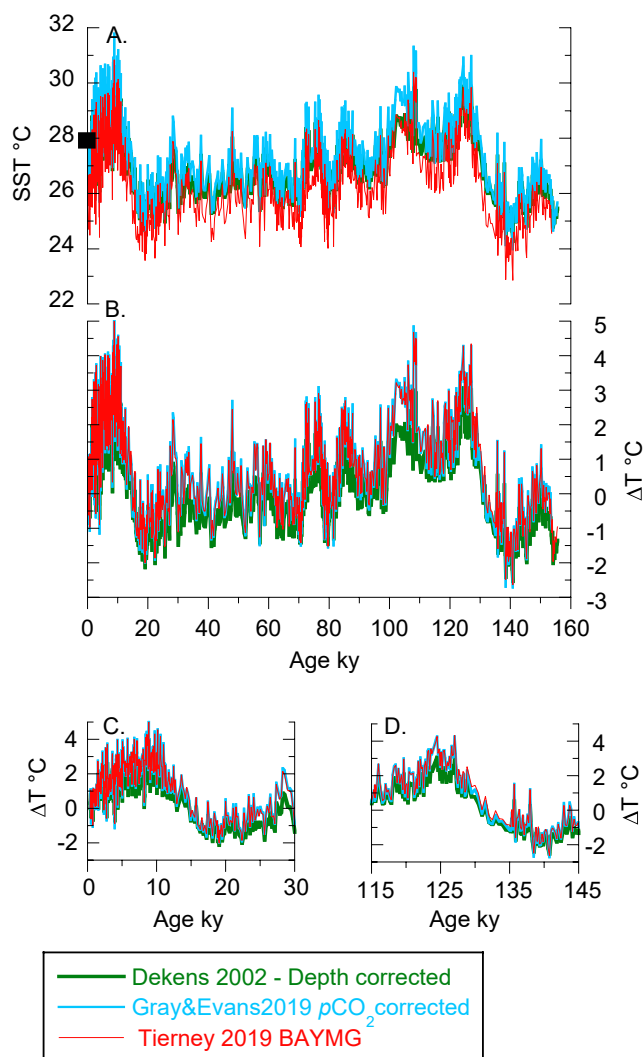 A.
32
30
28
26
24
22
SST °C
B.
5
4
3
2
1
0
-1
-2
-3
ΔT °C
0 20 40 60 80 100 120 140 160
Age ky
C.
4
2
0
-2
ΔT °C
0 10 20 30
Age ky
D.
4
2
0
-2
ΔT °C
115 125 135 145
Age ky
Dekens 2002 - Depth corrected
Gray&Evans2019 pCO2corrected
Tierney 2019 BAYMG